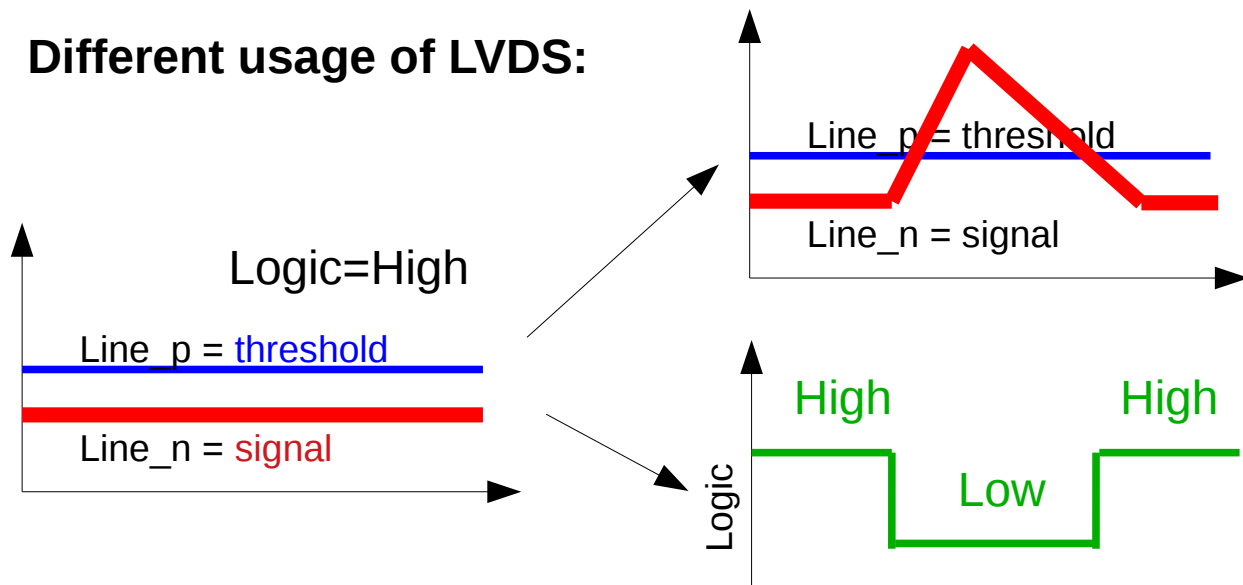 Different usage of LVDS:
Logic=High
Line_p = threshold
Line_n = signal
Line_p = threshold
Line_n = signal
High
High
Low
Logic